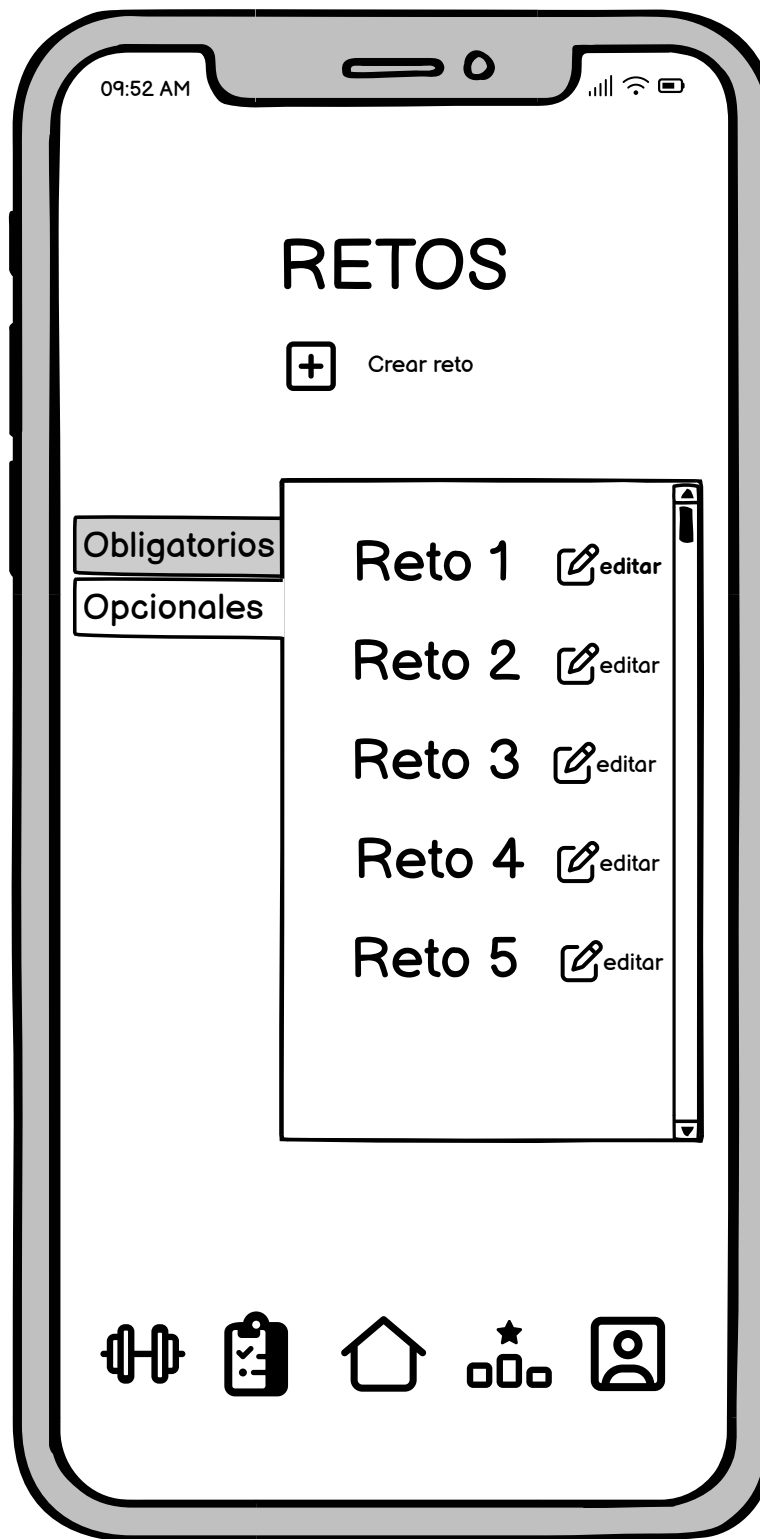 09:52 AM
RETOS
Crear reto
Obligatorios
Opcionales
Reto 1 editar
Reto 2 editar
Reto 3 editar
Reto 4 editar
Reto 5 editar